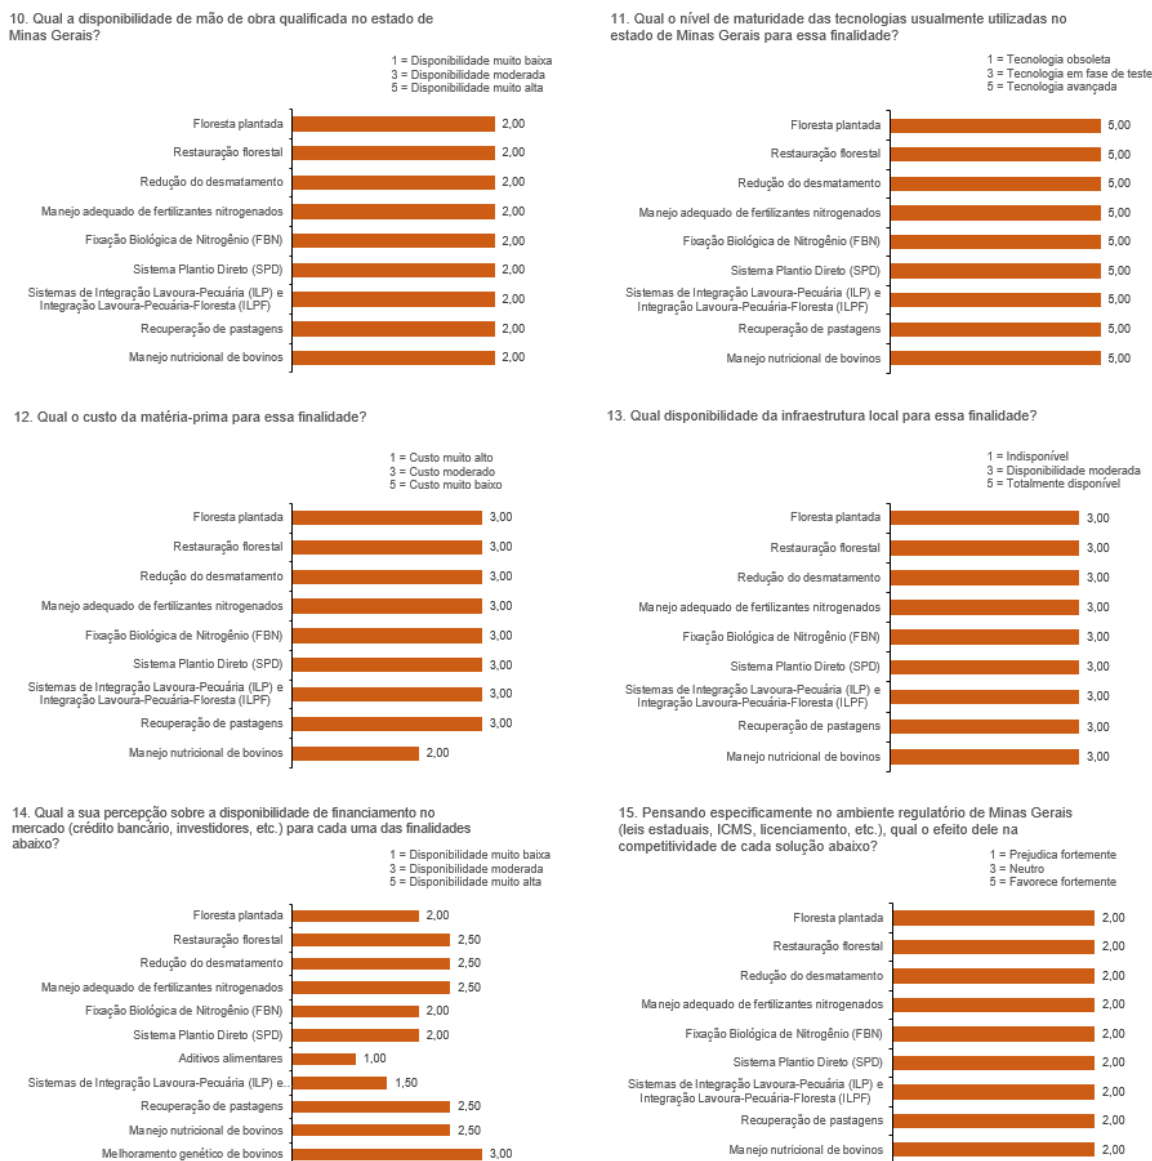 10. Qual a disponibilidade de mão de obra qualificada no estado de
Minas Gerais?
1 = Disponibilidade muito baixa
3 = Disponibilidade moderada
5 = Disponibilidade muito alta
Floresta plantada 2,00
Restauração florestal 2,00
Redução do desmatamento 2,00
Manejo adequado de fertilizantes nitrogenados 2,00
Fixação Biológica de Nitrogênio (FBN) 2,00
Sistema Plantio Direto (SPD) 2,00
Sistemas de Integração Lavoura-Pecuária (ILP) e
Integração Lavoura-Pecuária-Floresta (ILPF) 2,00
Recuperação de pastagens 2,00
Manejo nutricional de bovinos 2,00
11. Qual o nível de maturidade das tecnologias usualmente utilizadas no
estado de Minas Gerais para essa finalidade?
1 = Tecnologia obsoleta
3 = Tecnologia em fase de teste
5 = Tecnologia avançada
Floresta plantada 5,00
Restauração florestal 5,00
Redução do desmatamento 5,00
Manejo adequado de fertilizantes nitrogenados 5,00
Fixação Biológica de Nitrogênio (FBN) 5,00
Sistema Plantio Direto (SPD) 5,00
Sistemas de Integração Lavoura-Pecuária (ILP) e
Integração Lavoura-Pecuária-Floresta (ILPF) 5,00
Recuperação de pastagens 5,00
Manejo nutricional de bovinos 5,00
12. Qual o custo da matéria-prima para essa finalidade?
1 = Custo muito alto
3 = Custo moderado
5 = Custo muito baixo
Floresta plantada 3,00
Restauração florestal 3,00
Redução do desmatamento 3,00
Manejo adequado de fertilizantes nitrogenados 3,00
Fixação Biológica de Nitrogênio (FBN) 3,00
Sistema Plantio Direto (SPD) 3,00
Sistemas de Integração Lavoura-Pecuária (ILP) e
Integração Lavoura-Pecuária-Floresta (ILPF) 3,00
Recuperação de pastagens 3,00
Manejo nutricional de bovinos 2,00
13. Qual disponibilidade da infraestrutura local para essa finalidade?
1 = Indisponível
3 = Disponibilidade moderada
5 = Totalmente disponível
Floresta plantada 3,00
Restauração florestal 3,00
Redução do desmatamento 3,00
Manejo adequado de fertilizantes nitrogenados 3,00
Fixação Biológica de Nitrogênio (FBN) 3,00
Sistema Plantio Direto (SPD) 3,00
Sistemas de Integração Lavoura-Pecuária (ILP) e
Integração Lavoura-Pecuária-Floresta (ILPF) 3,00
Recuperação de pastagens 3,00
Manejo nutricional de bovinos 3,00
14. Qual a sua percepção sobre a disponibilidade de financiamento no
mercado (crédito bancário, investidores, etc.) para cada uma das finalidades
abaixo?
1 = Disponibilidade muito baixa
3 = Disponibilidade moderada
5 = Disponibilidade muito alta
Floresta plantada 2,00
Restauração florestal 2,50
Redução do desmatamento 2,50
Manejo adequado de fertilizantes nitrogenados 2,50
Fixação Biológica de Nitrogênio (FBN) 2,00
Sistema Plantio Direto (SPD) 2,00
Aditivos alimentares 1,00
Sistemas de Integração Lavoura-Pecuária (ILP) e.. 1,50
Recuperação de pastagens 2,50
Manejo nutricional de bovinos 2,50
Melhoramento genético de bovinos 3,00
15. Pensando especificamente no ambiente regulatório de Minas Gerais
(leis estaduais, ICMS, licenciamento, etc.), qual o efeito dele na
competitividade de cada solução abaixo?
1 = Prejudica fortemente
3 = Neutro
5 = Favorece fortemente
Floresta plantada 2,00
Restauração florestal 2,00
Redução do desmatamento 2,00
Manejo adequado de fertilizantes nitrogenados 2,00
Fixação Biológica de Nitrogênio (FBN) 2,00
Sistema Plantio Direto (SPD) 2,00
Sistemas de Integração Lavoura-Pecuária (ILP) e
Integração Lavoura-Pecuária-Floresta (ILPF) 2,00
Recuperação de pastagens 2,00
Manejo nutricional de bovinos 2,00